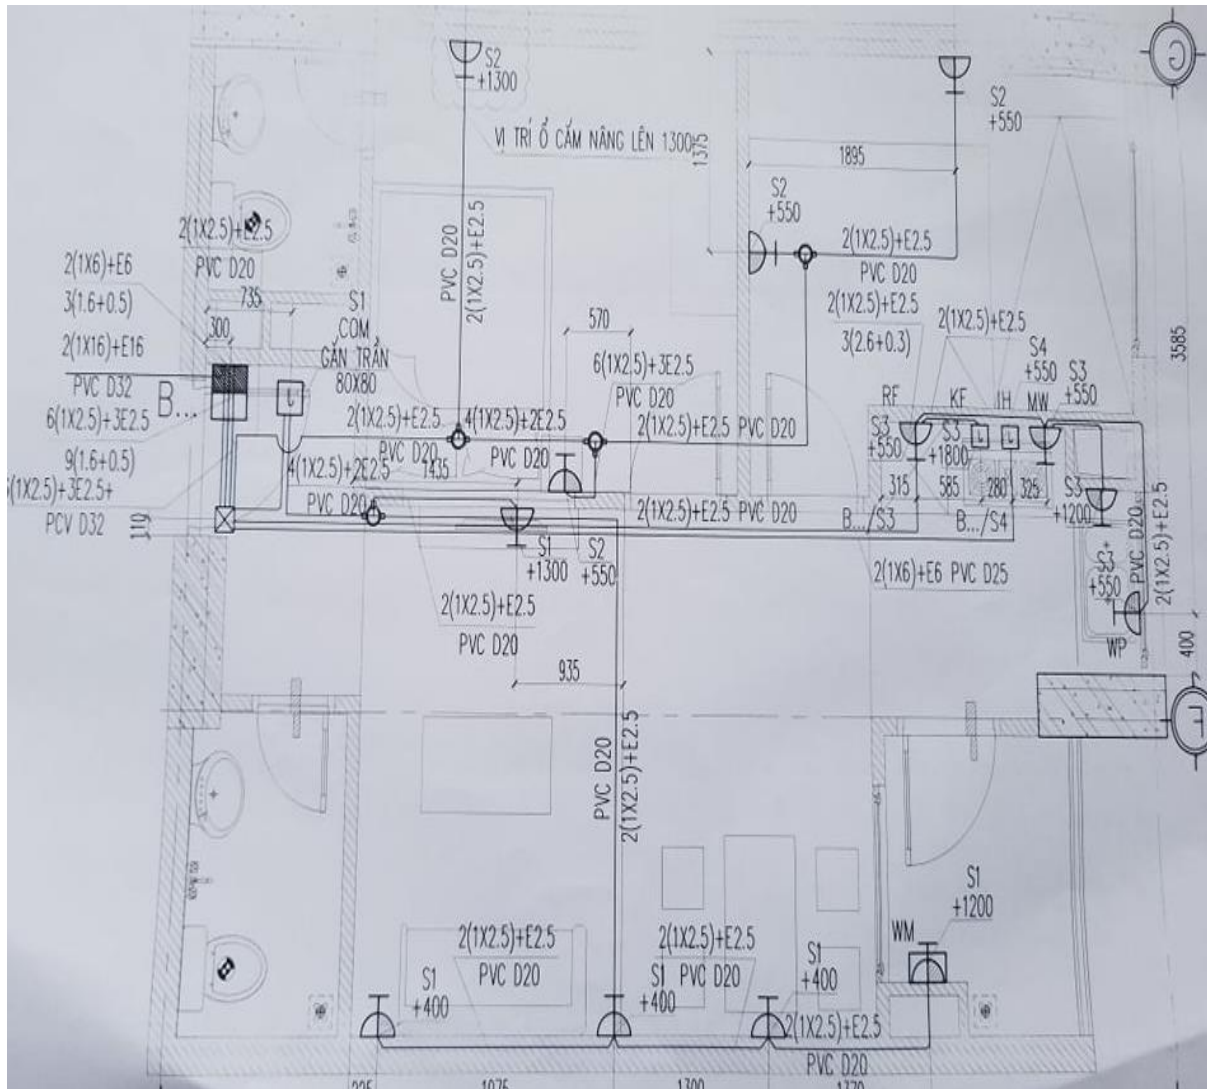 S2
+1300
VỊ TRÍ Ổ CẮM NÂNG LÊN 1300
1375
1895
S2
+550
G
S2
+550
2(1X2.5)+E2.5
PVC D20
PVC D20
2(1X2.5)+E2.5
2(1X2.5)+E2.5
PVC D20
3585
2(1X6)+E6
3(1.6+0.5)
2(1X16)+E16
PVC D32
735
300
S1
COM
GẮN TRẦN
80X80
570
6(1X2.5)+3E2.5
PVC D20
2(1X2.5)+E2.5
3(2.6+0.3)
2(1X2.5)+E2.5
S4
+550
S3
+550
RF
KF
IH
MW
B...
6(1X2.5)+3E2.5
9(1.6+0.5)
(1X2.5)+3E2.5+
PCV D32
110
2(1X2.5)+E2.5
PVC D20
4(1X2.5)+2E2.5
PVC D20
2(1X2.5)+E2.5 PVC D20
4(1X2.5)+2E2.5
PVC D20
1435
S3
+550
S3
+1800
315
585
280
325
S3
+1200
2(1X2.5)+E2.5 PVC D20
B.../S3
B.../S4
S1
+1300
S2
+550
2(1X6)+E6 PVC D25
+550
PVC D20
2(1X2.5)+E2.5
WP
400
2(1X2.5)+E2.5
PVC D20
935
F
PVC D20
2(1X2.5)+E2.5
S1
+1200
WM
2(1X2.5)+E2.5
PVC D20
S1
+400
2(1X2.5)+E2.5
PVC D20
S1
+400
S1
+400
2(1X2.5)+E2.5
PVC D20
225
1075
1300
1770